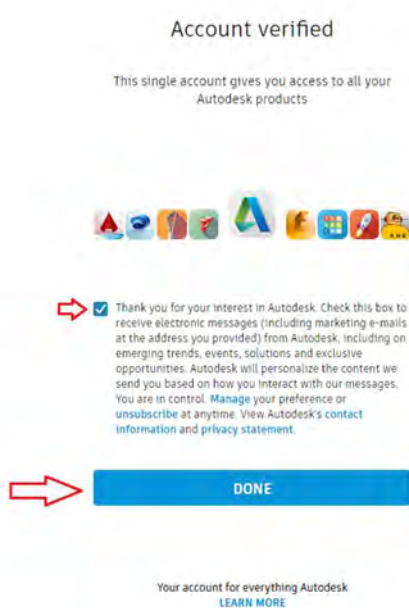 Account verified
This single account gives you access to all your
Autodesk products
Thank you for your interest in Autodesk. Check this box to
receive electronic messages (including marketing e-mails
at the address you provided) from Autodesk, including on
emerging trends, events, solutions and exclusive
opportunities. Autodesk will personalize the content we
send you based on how you interact with our messages.
You are in control. Manage your preference or
unsubscribe at anytime. View Autodesk's contact
information and privacy statement.
DONE
Your account for everything Autodesk
LEARN MORE